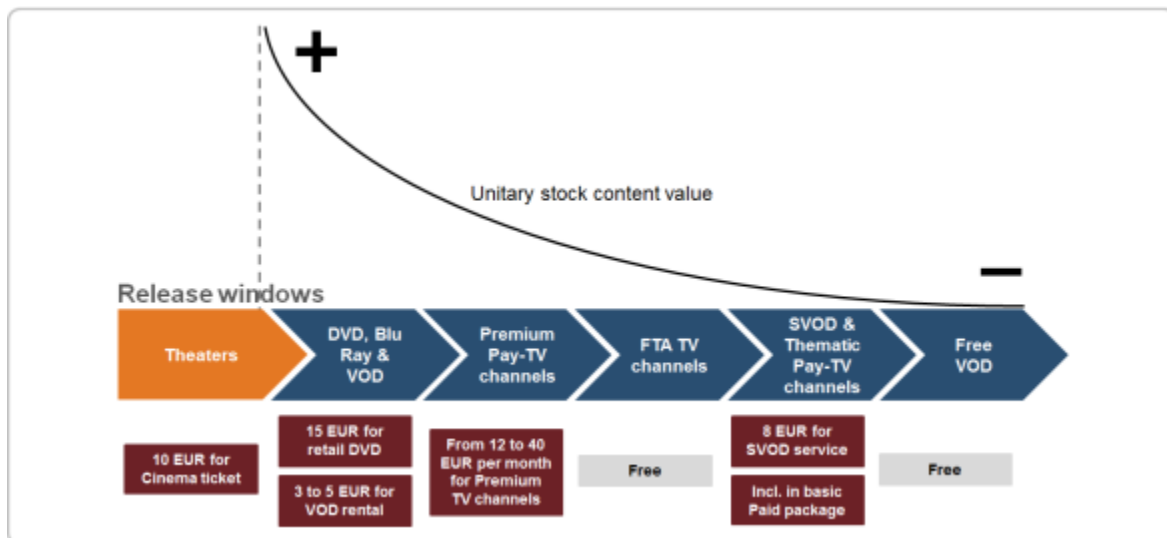 +
Unitary stock content value
–
Release windows
Theaters
DVD, Blu
Ray &
VOD
Premium
Pay-TV
channels
FTA TV
channels
SVOD &
Thematic
Pay-TV
channels
Free
VOD
10 EUR for
Cinema ticket
15 EUR for
retail DVD
3 to 5 EUR for
VOD rental
From 12 to 40
EUR per month
for Premium
TV channels
Free
8 EUR for
SVOD service
Incl. in basic
Paid package
Free